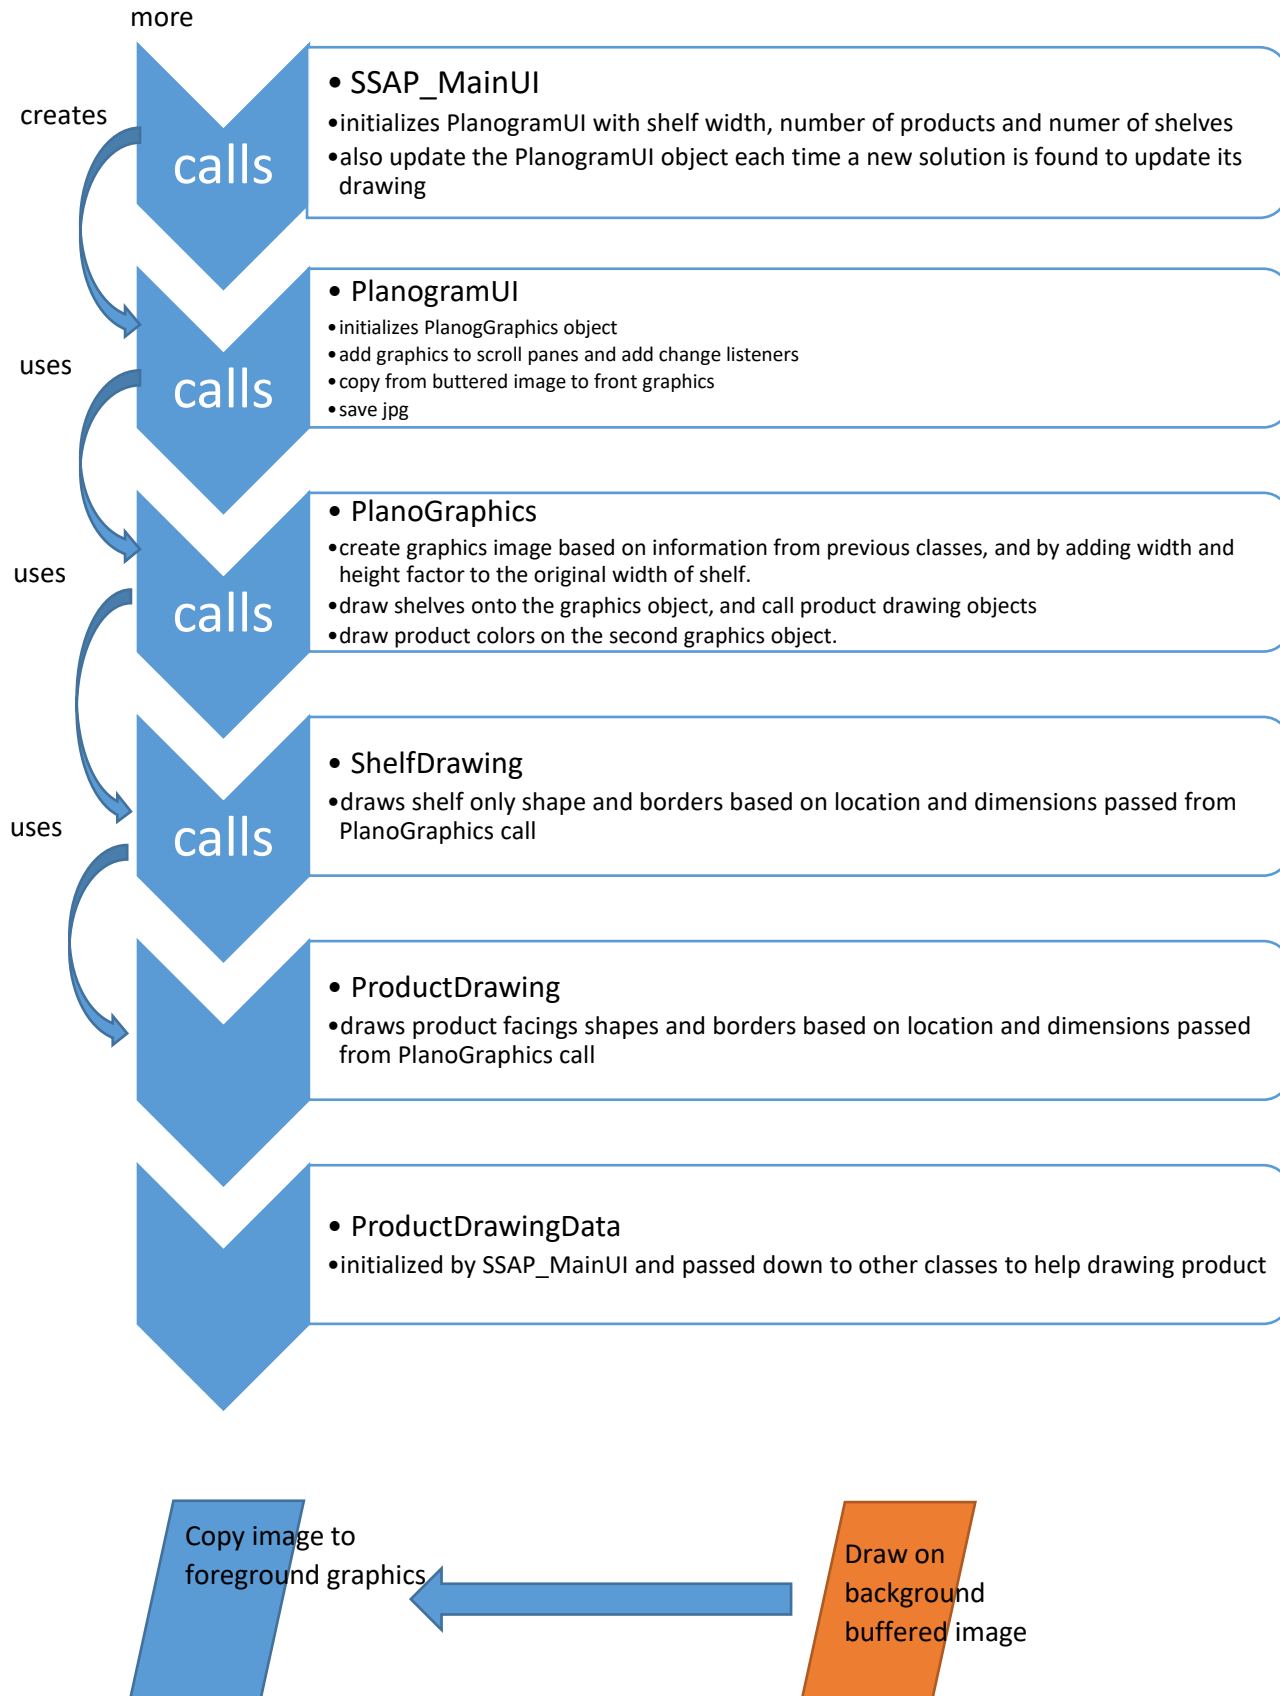 more
creates
calls
• SSAP_MainUI
•initializes PlanogramUI with shelf width, number of products and numer of shelves
•also update the PlanogramUI object each time a new solution is found to update its
drawing
uses
calls
• PlanogramUI
•initializes PlanogGraphics object
•add graphics to scroll panes and add change listeners
•copy from buttered image to front graphics
•save jpg
uses
calls
• PlanoGraphics
•create graphics image based on information from previous classes, and by adding width and
height factor to the original width of shelf.
•draw shelves onto the graphics object, and call product drawing objects
•draw product colors on the second graphics object.
uses
calls
• ShelfDrawing
•draws shelf only shape and borders based on location and dimensions passed from
PlanoGraphics call
• ProductDrawing
•draws product facings shapes and borders based on location and dimensions passed
from PlanoGraphics call
• ProductDrawingData
•initialized by SSAP_MainUI and passed down to other classes to help drawing product
Copy image to
foreground graphics
Draw on
background
buffered image